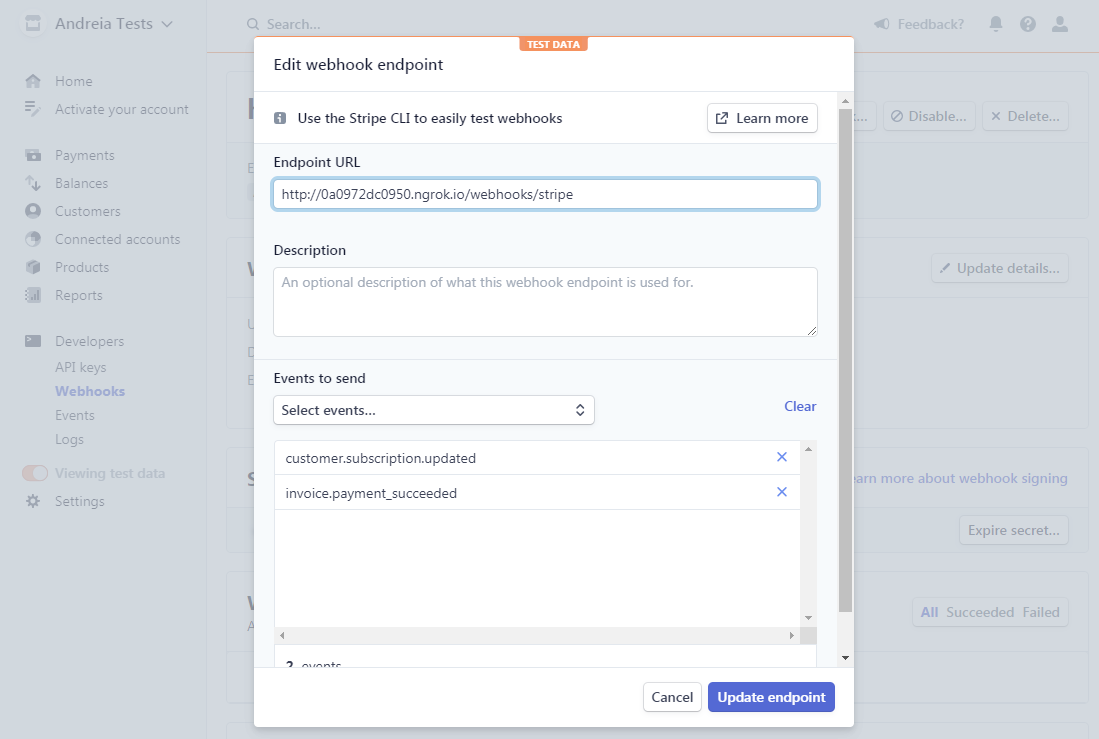 Andreia Tests
Search...
Feedback?
TEST DATA
Edit webhook endpoint
Home
Activate your account
Payments
Balances
Customers
Connected accounts
Products
Reports
Developers
API keys
Webhooks
Events
Logs
Viewing test data
Settings
Use the Stripe CLI to easily test webhooks
Learn more
Endpoint URL
http://0a0972dc0950.ngrok.io/webhooks/stripe
Description
An optional description of what this webhook endpoint is used for.
Events to send
Select events...
Clear
customer.subscription.updated
invoice.payment_succeeded
2 events
Cancel
Update endpoint
Disable...
Delete...
Update details...
earn more about webhook signing
Expire secret...
All Succeeded Failed